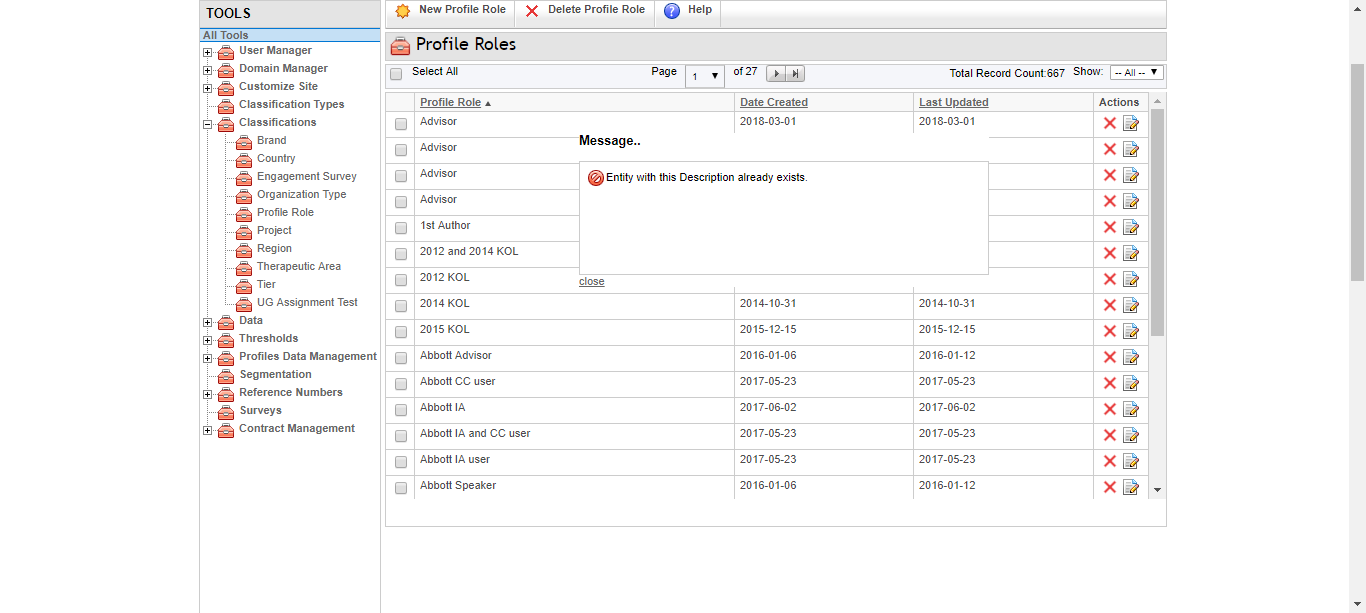 TOOLS
All Tools
User Manager
Domain Manager
Customize Site
Classification Types
Classifications
Brand
Country
Engagement Survey
Organization Type
Profile Role
Project
Region
Therapeutic Area
Tier
UG Assignment Test
Data
Thresholds
Profiles Data Management
Segmentation
Reference Numbers
Surveys
Contract Management
New Profile Role Delete Profile Role ? Help
Profile Roles
Select All Page 1 of 27 Total Record Count:667 Show: -- All --
Profile Role Date Created Last Updated Actions
Advisor 2018-03-01 2018-03-01
Advisor
Advisor
Advisor
1st Author
2012 and 2014 KOL
2012 KOL
2014 KOL 2014-10-31 2014-10-31
2015 KOL 2015-12-15 2015-12-15
Abbott Advisor 2016-01-06 2016-01-12
Abbott CC user 2017-05-23 2017-05-23
Abbott IA 2017-06-02 2017-06-02
Abbott IA and CC user 2017-05-23 2017-05-23
Abbott IA user 2017-05-23 2017-05-23
Abbott Speaker 2016-01-06 2016-01-12
Message..
Entity with this Description already exists.
close